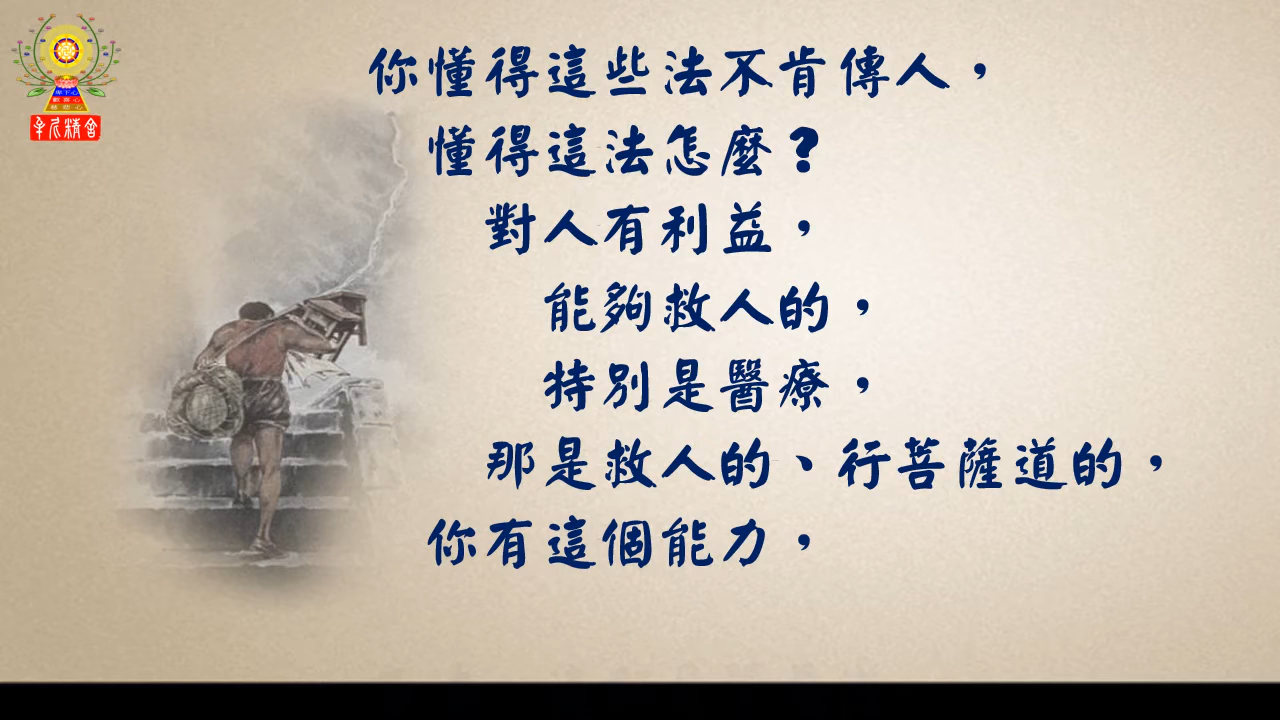 你懂得這些法不肯傳人，
懂得這法怎麼？
對人有利益，
能夠救人的，
特別是醫療，
那是救人的、行菩薩道的，
你有這個能力，